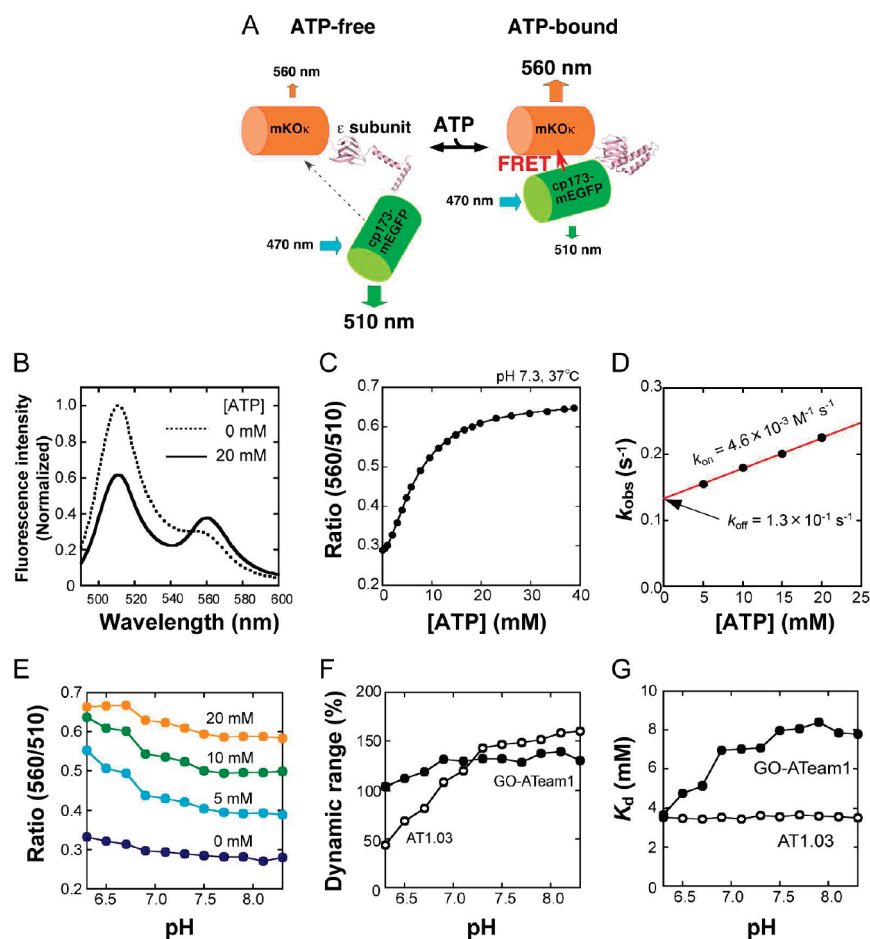 A
ATP-free
ATP-bound
560 nm
560 nm
mKOκ
ε subunit
ATP
mKOκ
FRET
cp173-
mEGFP
470 nm
cp173-
mEGFP
470 nm
510 nm
510 nm
B
Fluorescence intensity
(Normalized)
1.0
0.8
0.6
0.4
0.2
0
[ATP]
0 mM
20 mM
500 520 540 560 580 600
Wavelength (nm)
C
pH 7.3, 37°C
Ratio (560/510)
0.7
0.6
0.5
0.4
0.3
0.2
0 10 20 30 40
[ATP] (mM)
D
kobs (s-1)
0.3
0.2
0.1
0.0
kon = 4.6 × 10-3 M-1 s-1
koff = 1.3 × 10-1 s-1
0 5 10 15 20 25
[ATP] (mM)
E
Ratio (560/510)
0.7
0.6
0.5
0.4
0.3
0.2
20 mM
10 mM
5 mM
0 mM
6.5 7.0 7.5 8.0
pH
F
Dynamic range (%)
200
150
100
50
0
GO-ATeam1
AT1.03
6.5 7.0 7.5 8.0
pH
G
Kd (mM)
10
8
6
4
2
0
GO-ATeam1
AT1.03
6.5 7.0 7.5 8.0
pH